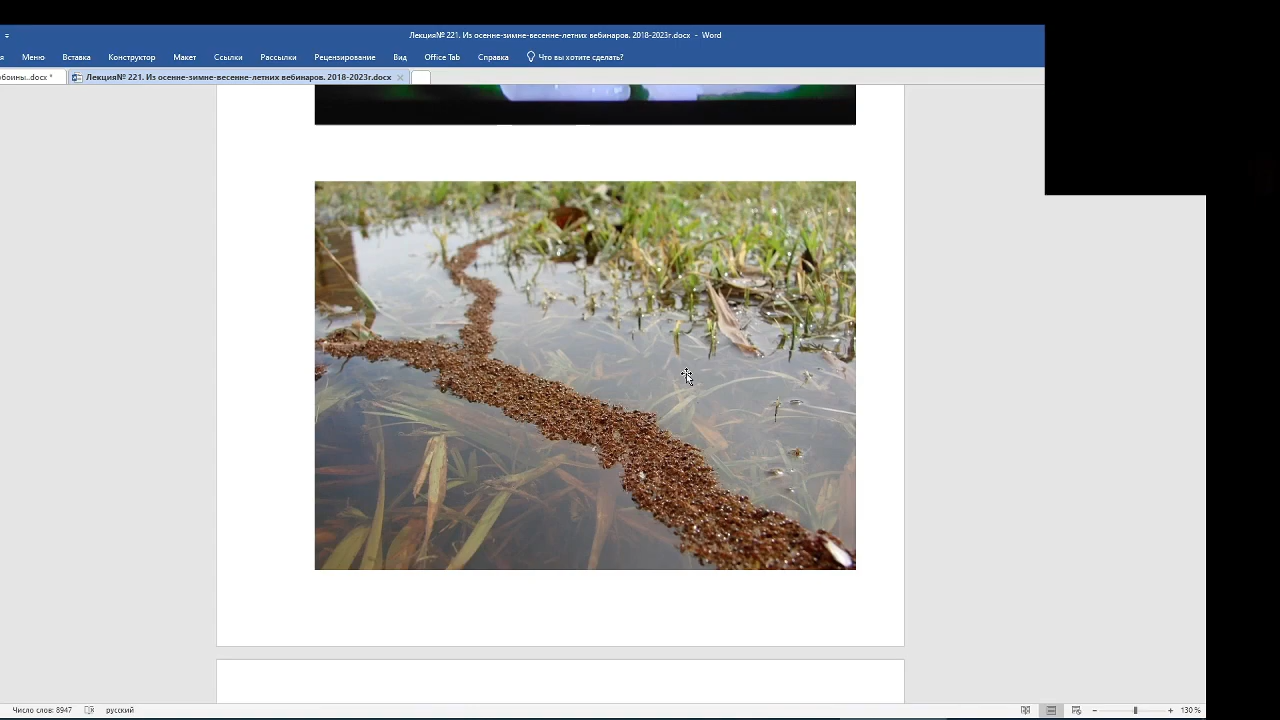 Лекция№ 221. Из осенне-зимне-весенне-летних вебинаров. 2018-2023г.docx - Word
Меню Вставка Конструктор Макет Ссылки Рассылки Рецензирование Вид Office Tab Справка Что вы хотите сделать?
Лекция№ 221. Из осенне-зимне-весенне-летних вебинаров. 2018-2023г.docx
Число слов: 8947 русский 130 %